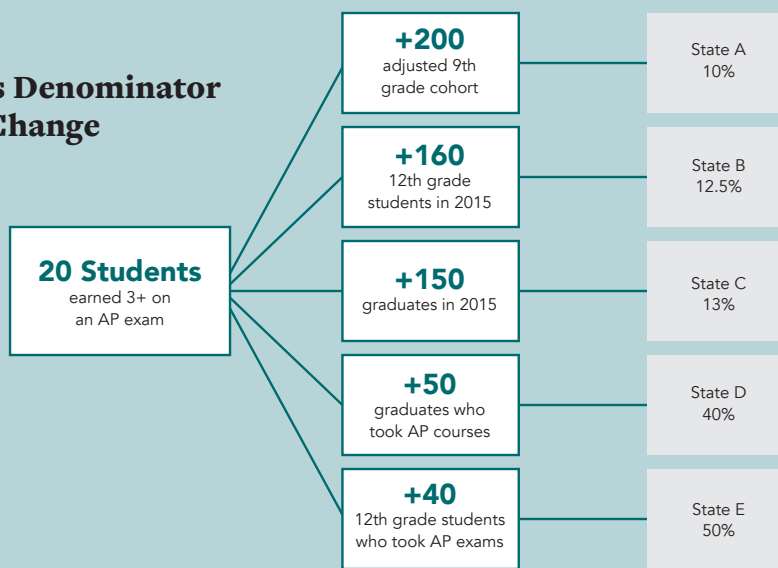 Denominator
Change
20 Students
earned 3+ on
an AP exam
+200
adjusted 9th
grade cohort
State A
10%
+160
12th grade
students in 2015
State B
12.5%
+150
graduates in 2015
State C
13%
+50
graduates who
took AP courses
State D
40%
+40
12th grade students
who took AP exams
State E
50%